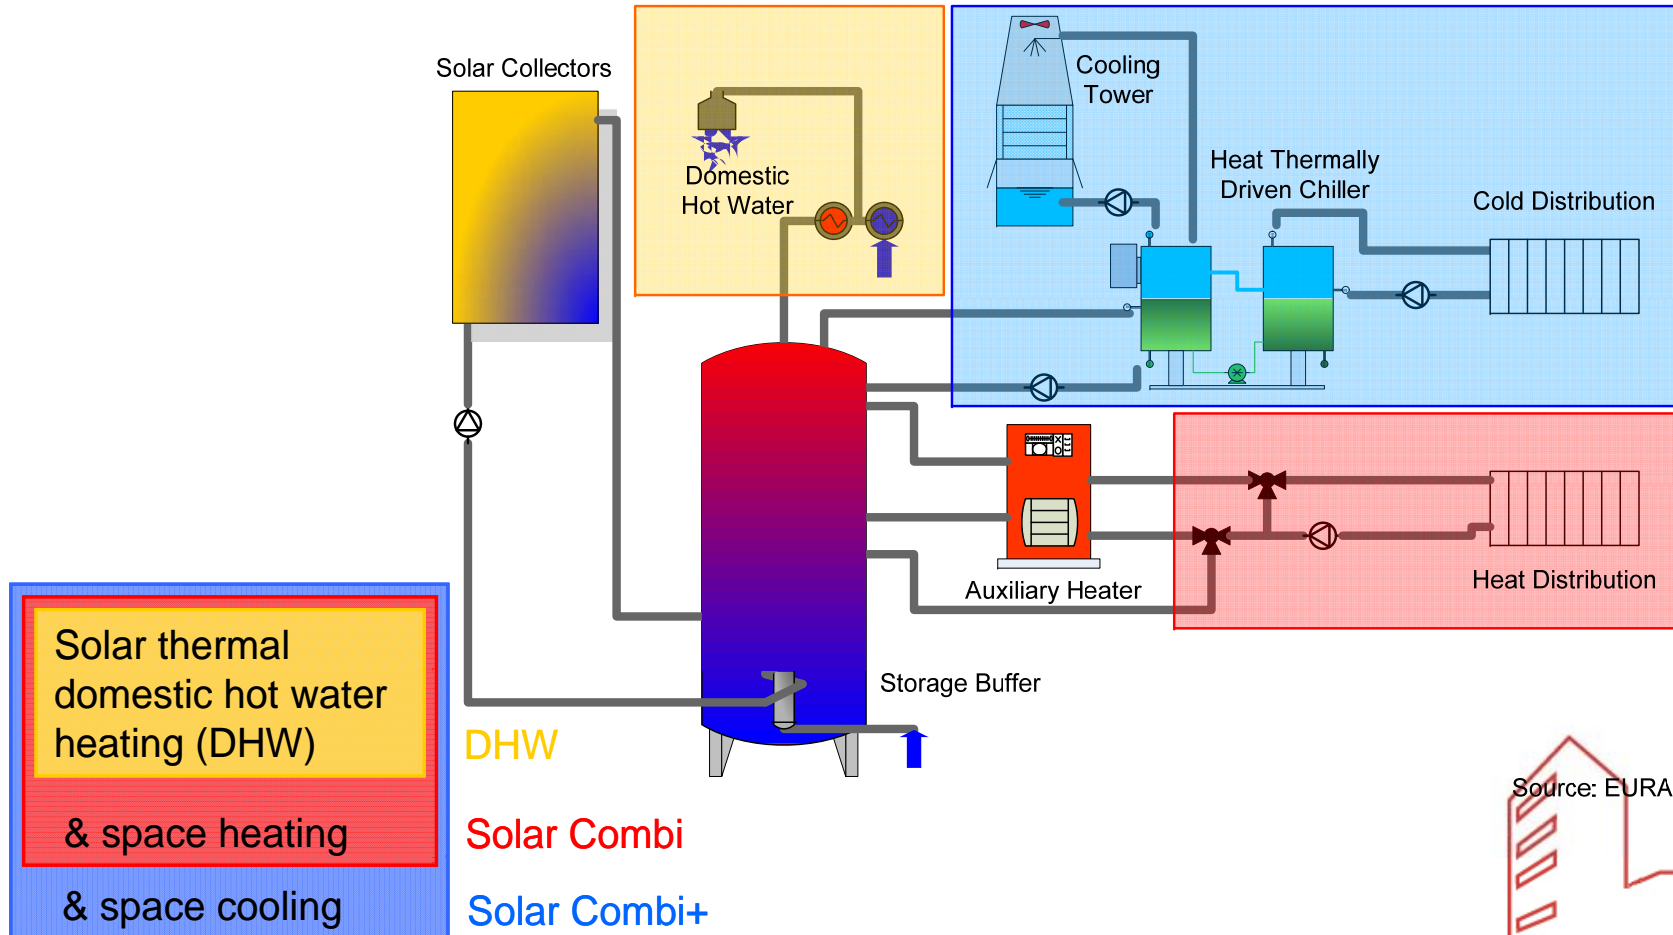 Solar Collectors
Domestic
Hot Water
Cooling
Tower
Heat Thermally
Driven Chiller
Cold Distribution
Auxiliary Heater
Heat Distribution
Storage Buffer
Solar thermal
domestic hot water
heating (DHW)
& space heating
& space cooling
DHW
Solar Combi
Solar Combi+
Source: EURA